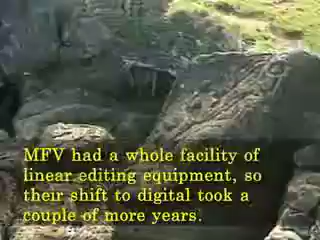 MFV had a whole facility of
linear editing equipment, so
their shift to digital took a
couple of more years.